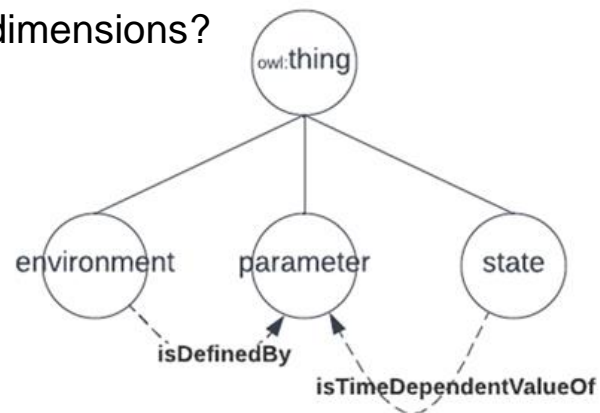 dimensions?
owl:thing
environment
parameter
state
isDefinedBy
isTimeDependentValueOf